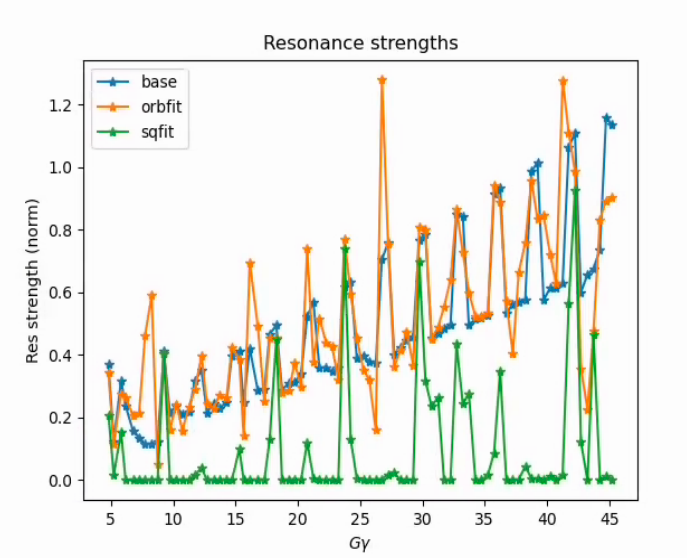 Resonance strengths
base
orbfit
sqfit
Res strength (norm)
1.2
1.0
0.8
0.6
0.4
0.2
0.0
5 10 15 20 25 30 35 40 45
Gγ